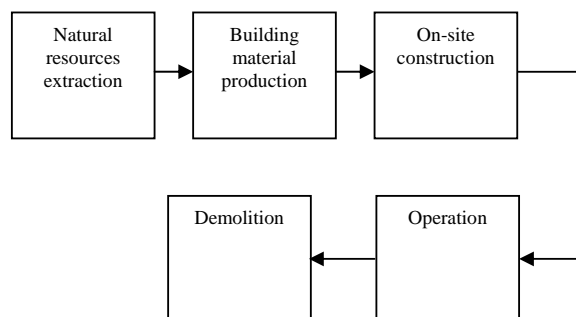 Natural
resources
extraction
Building
material
production
On-site
construction
Operation
Demolition